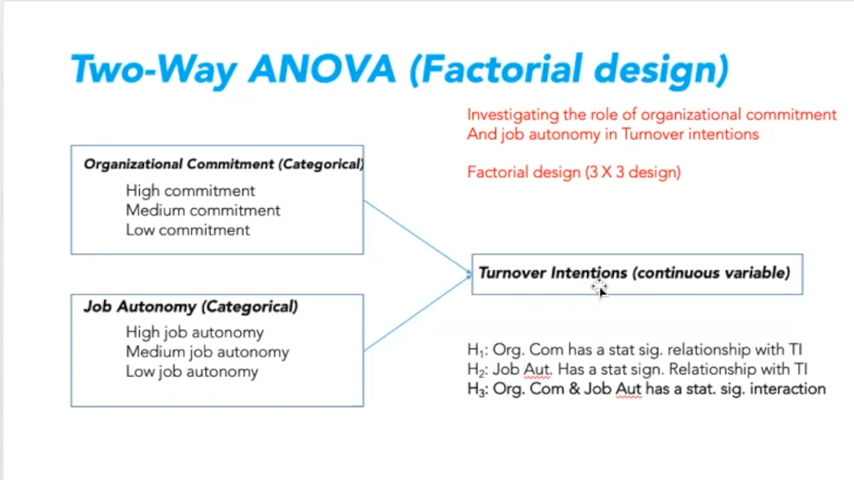 Two-Way ANOVA (Factorial design)
Investigating the role of organizational commitment
And job autonomy in Turnover intentions
Factorial design (3 X 3 design)
Organizational Commitment (Categorical)
High commitment
Medium commitment
Low commitment
Turnover Intentions (continuous variable)
Job Autonomy (Categorical)
High job autonomy
Medium job autonomy
Low job autonomy
H₁: Org. Com has a stat sig. relationship with TI
H₂: Job Aut. Has a stat sign. Relationship with TI
H₃: Org. Com & Job Aut has a stat. sig. interaction